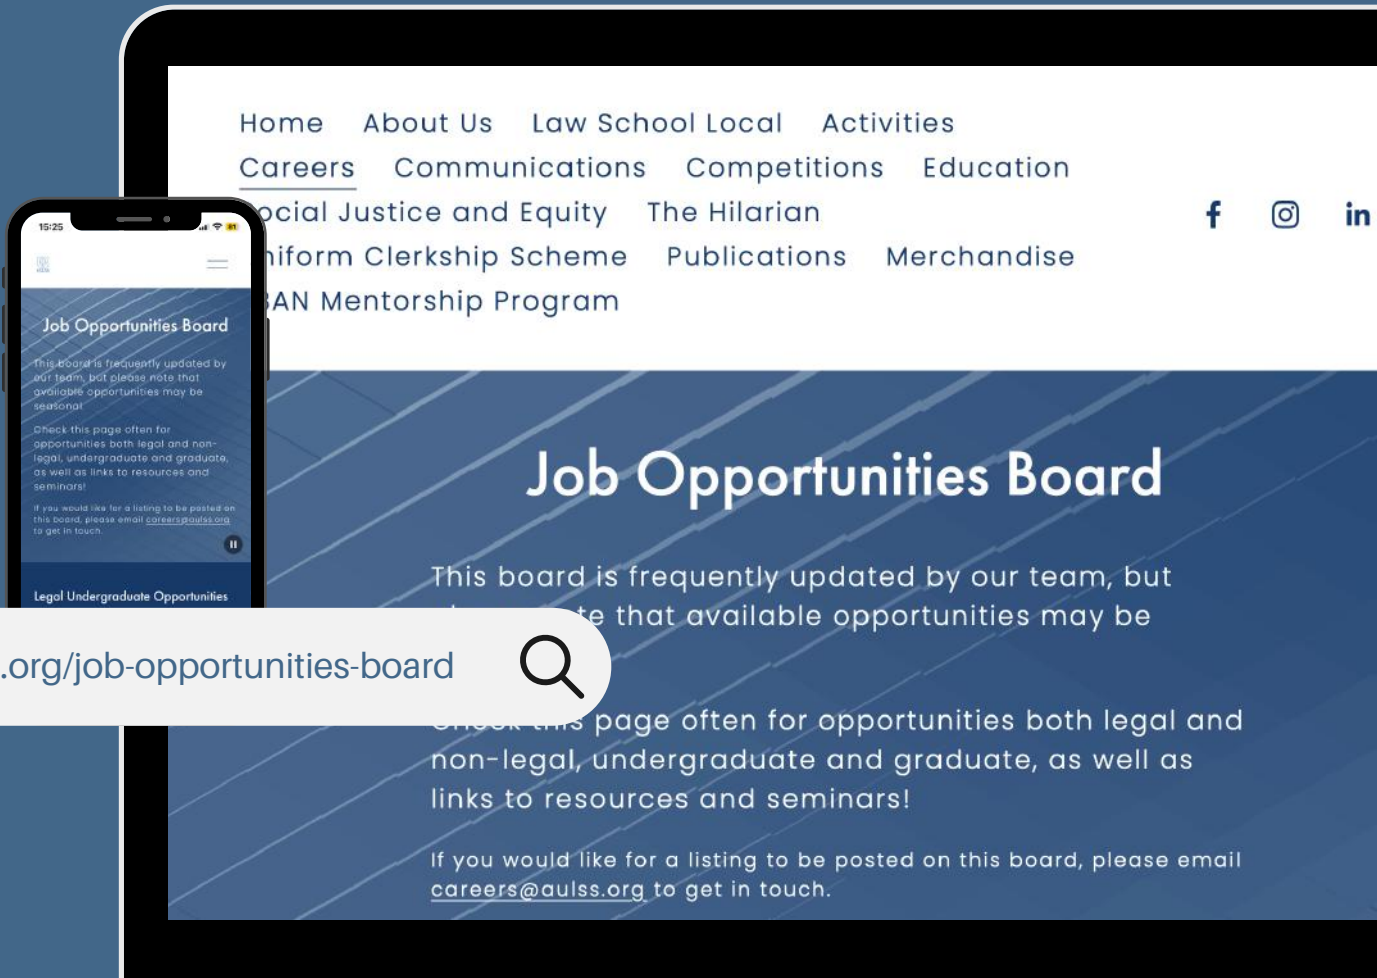 Home About Us Law School Local Activities
Careers Communications Competitions Education
ocial Justice and Equity The Hilarian
niform Clerkship Scheme Publications Merchandise
BAN Mentorship Program
f in
Job Opportunities Board
This board is frequently updated by our team, but
te that available opportunities may be
Check this page often for opportunities both legal and
non-legal, undergraduate and graduate, as well as
links to resources and seminars!
If you would like for a listing to be posted on this board, please email
careers@aulss.org to get in touch.
15:25 81
Job Opportunities Board
This board is frequently updated by
our team, but please note that
available opportunities may be
seasonal.
Check this page often for
opportunities both legal and non-
legal, undergraduate and graduate,
as well as links to resources and
seminars!
If you would like for a listing to be posted on
this board, please email careers@aulss.org
to get in touch.
Legal Undergraduate Opportunities
.org/job-opportunities-board